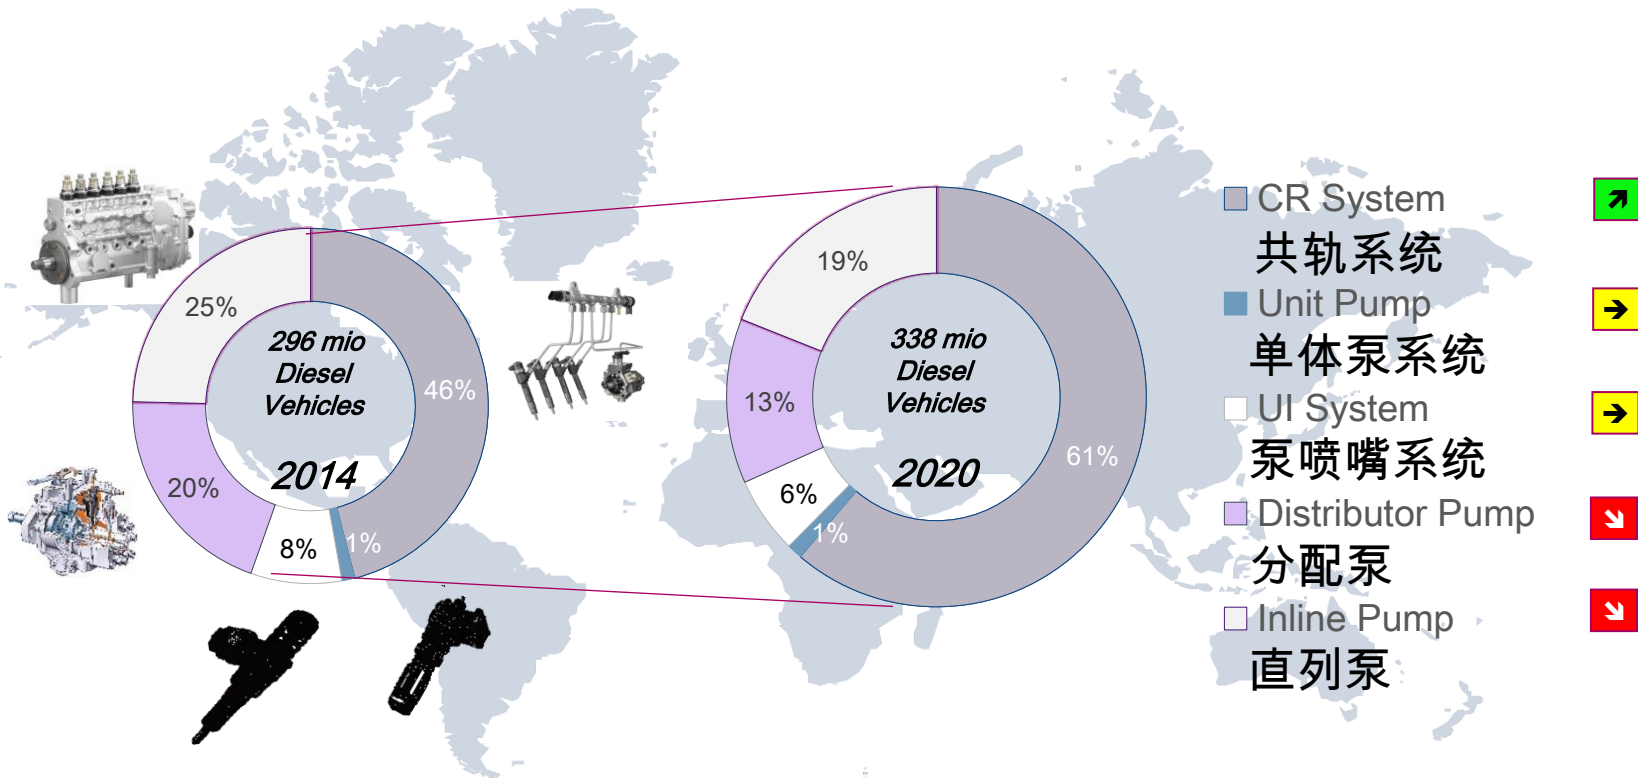 25%
296 mio
Diesel
Vehicles
46%
2014
20%
8%
1%
19%
338 mio
Diesel
Vehicles
13%
2020
61%
6%
1%
CR System
共轨系统
Unit Pump
单体泵系统
UI System
泵喷嘴系统
Distributor Pump
分配泵
Inline Pump
直列泵